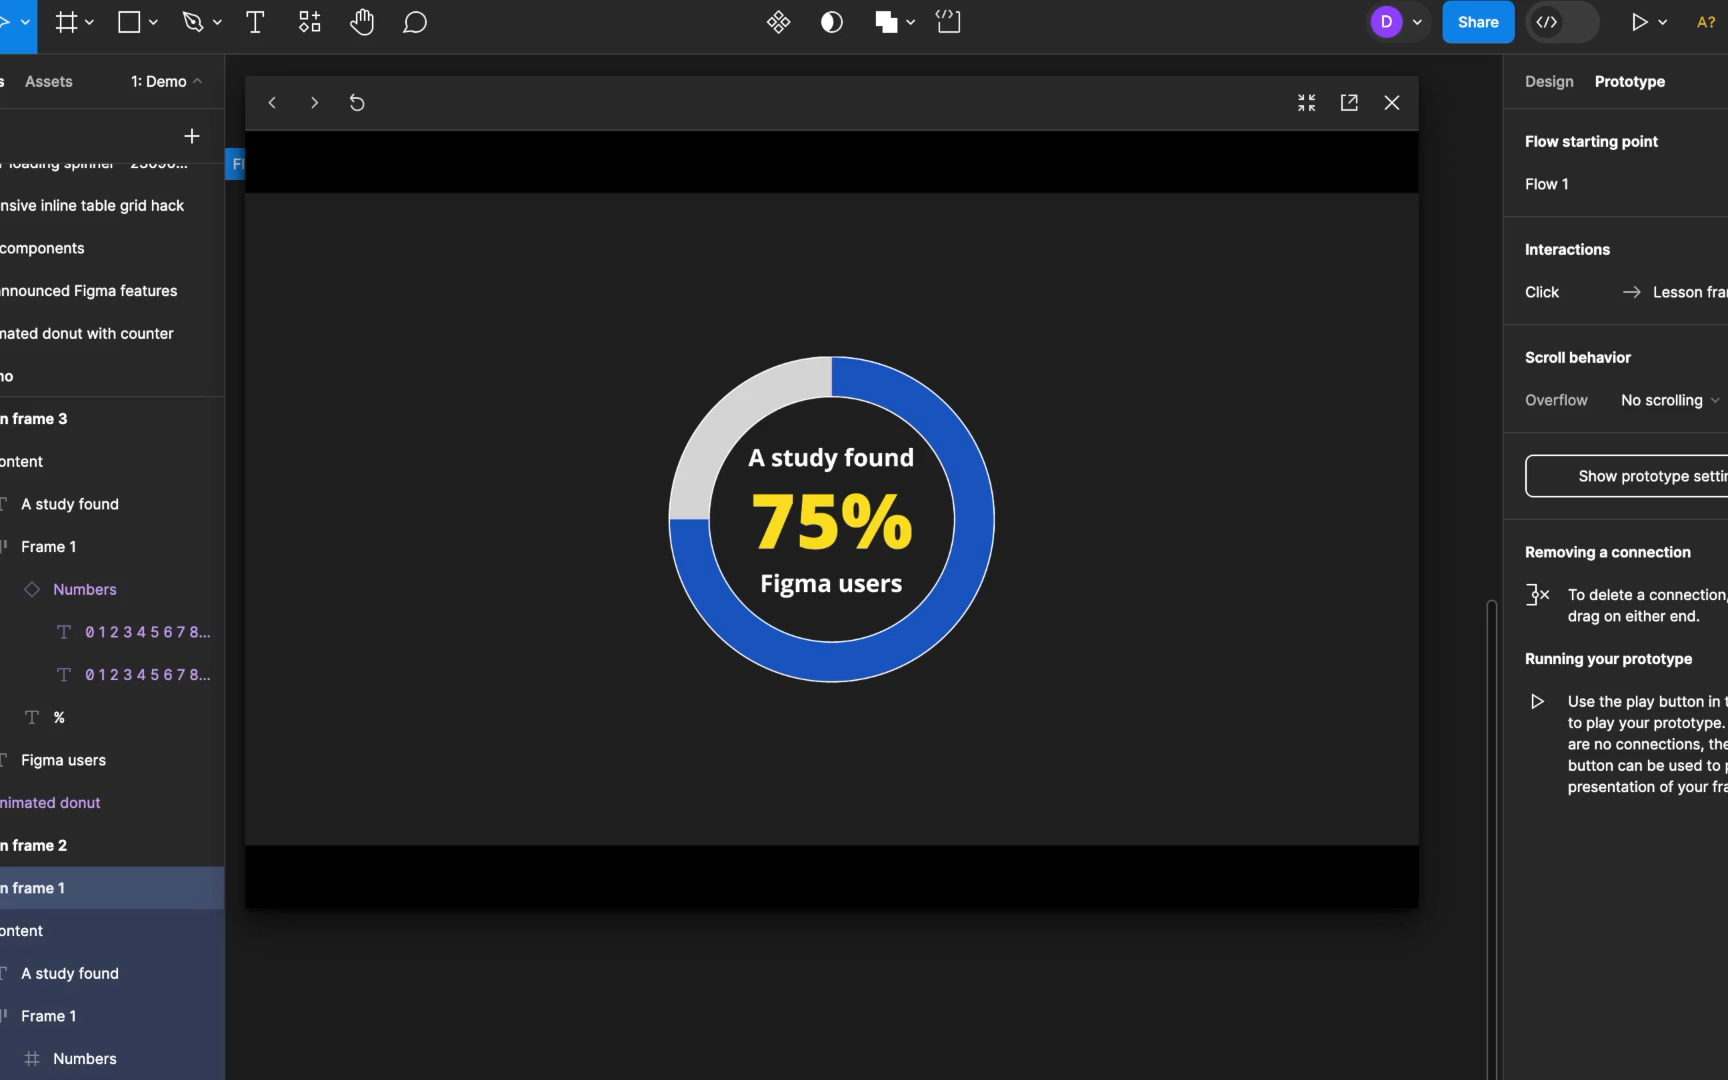 D
Share
A?
s
Assets
1: Demo
Design
Prototype
loading spinner
Fl
nsive inline table grid hack
components
nnounced Figma features
mated donut with counter
no
n frame 3
ontent
A study found
Frame 1
Numbers
0 1 2 3 4 5 6 7 8...
0 1 2 3 4 5 6 7 8...
%
Figma users
nimated donut
n frame 2
n frame 1
ontent
A study found
Frame 1
Numbers
A study found
75%
Figma users
Flow starting point
Flow 1
Interactions
Click
Lesson fra
Scroll behavior
Overflow
No scrolling
Show prototype settin
Removing a connection
To delete a connection,
drag on either end.
Running your prototype
Use the play button in t
to play your prototype.
are no connections, the
button can be used to p
presentation of your fra